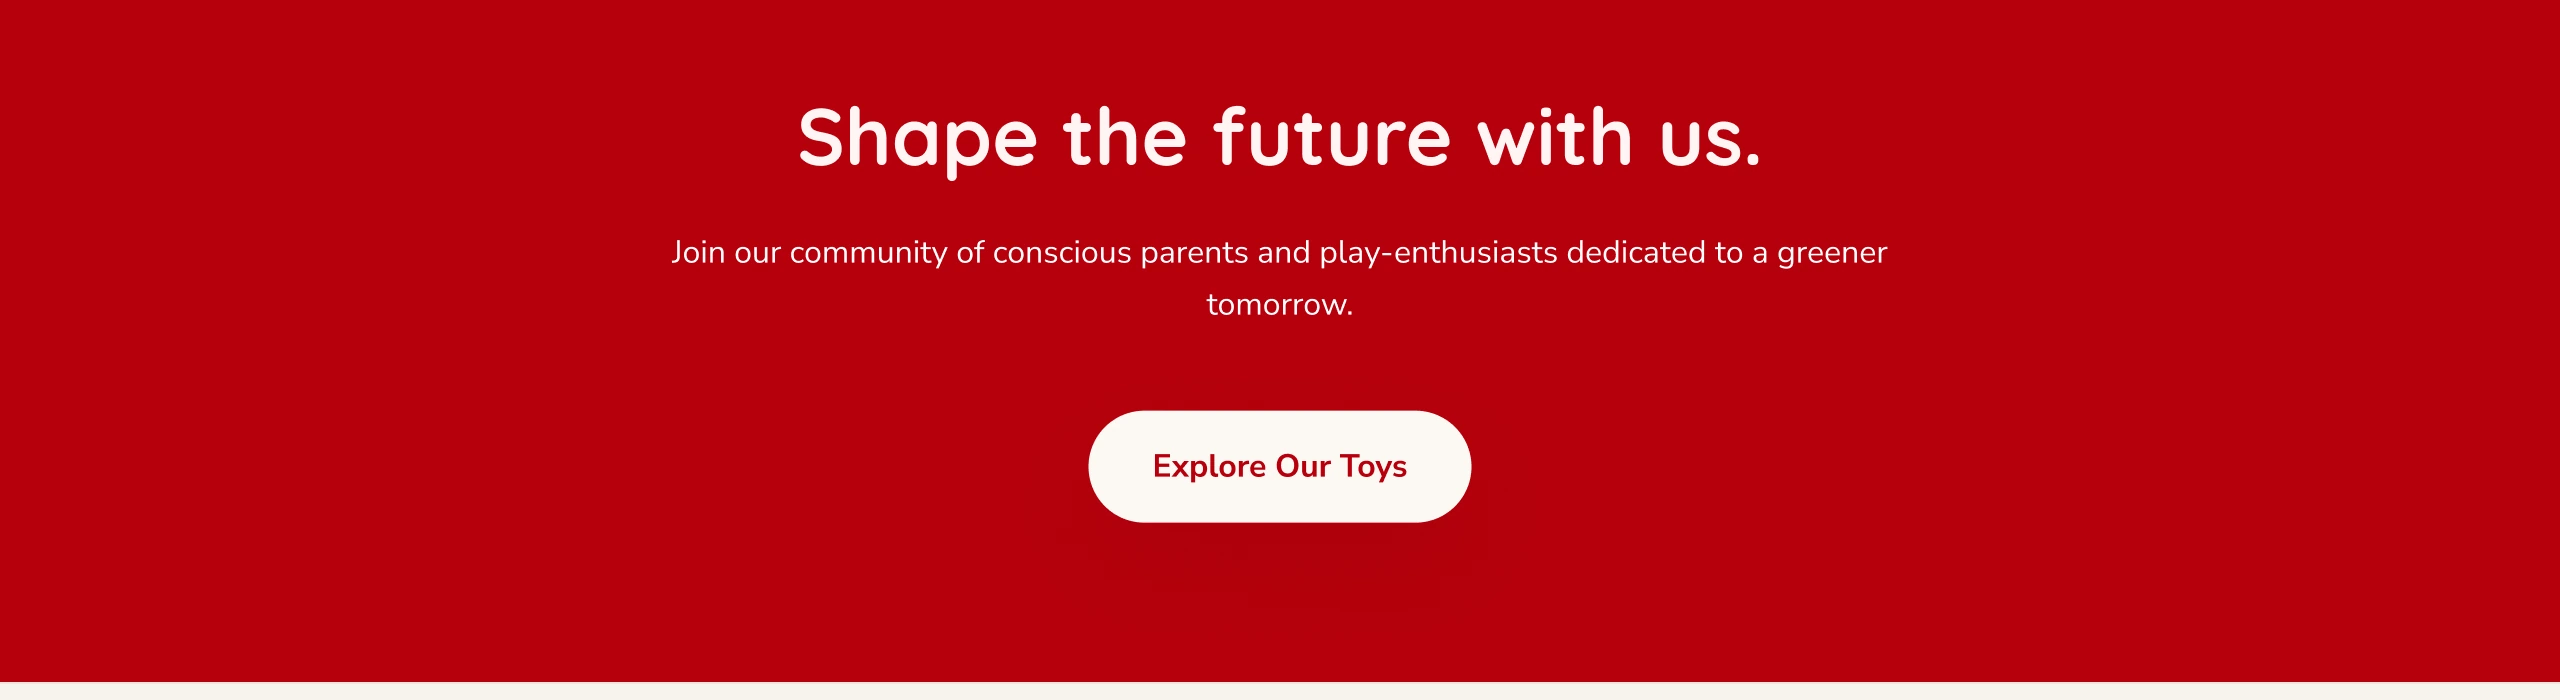 Shape the future with us.
Join our community of conscious parents and play-enthusiasts dedicated to a greener
tomorrow.
Explore Our Toys